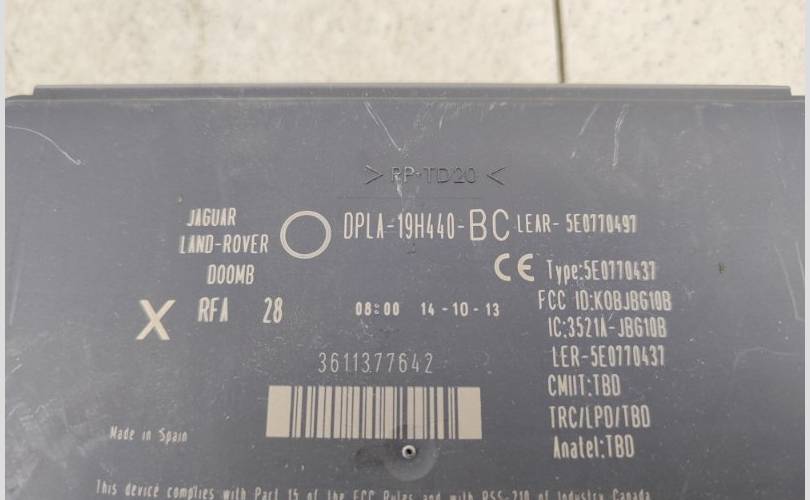 > PP-TD20 <
JAGUAR
LAND-ROVER
DOOMB
DPLA-19H440-BC
LEAR- 5E0770497
CE
Type:5E0770437
FCC ID:KOBJBG10B
IC:3521A-JBG10B
LER-5E0770437
CMIIT:TBD
TRC/LPD/TBD
Anatel:TBD
X RFA 28
08:00 14-10-13
3611377642
Made in Spain
This device complies with Part 15 of the FCC Rules and with RSS-210 of Industry Canada